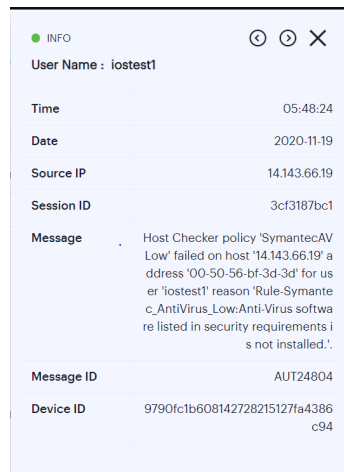 INFO
User Name : iostest1
Time 05:48:24
Date 2020-11-19
Source IP 14.143.66.19
Session ID 3cf3187bc1
Message Host Checker policy 'SymantecAV
Low' failed on host '14.143.66.19' a
ddress '00-50-56-bf-3d-3d' for us
er 'iostest1' reason 'Rule-Symante
c_AntiVirus_Low:Anti-Virus softwa
re listed in security requirements i
s not installed.'.
Message ID AUT24804
Device ID 9790fc1b608142728215127fa4386
c94